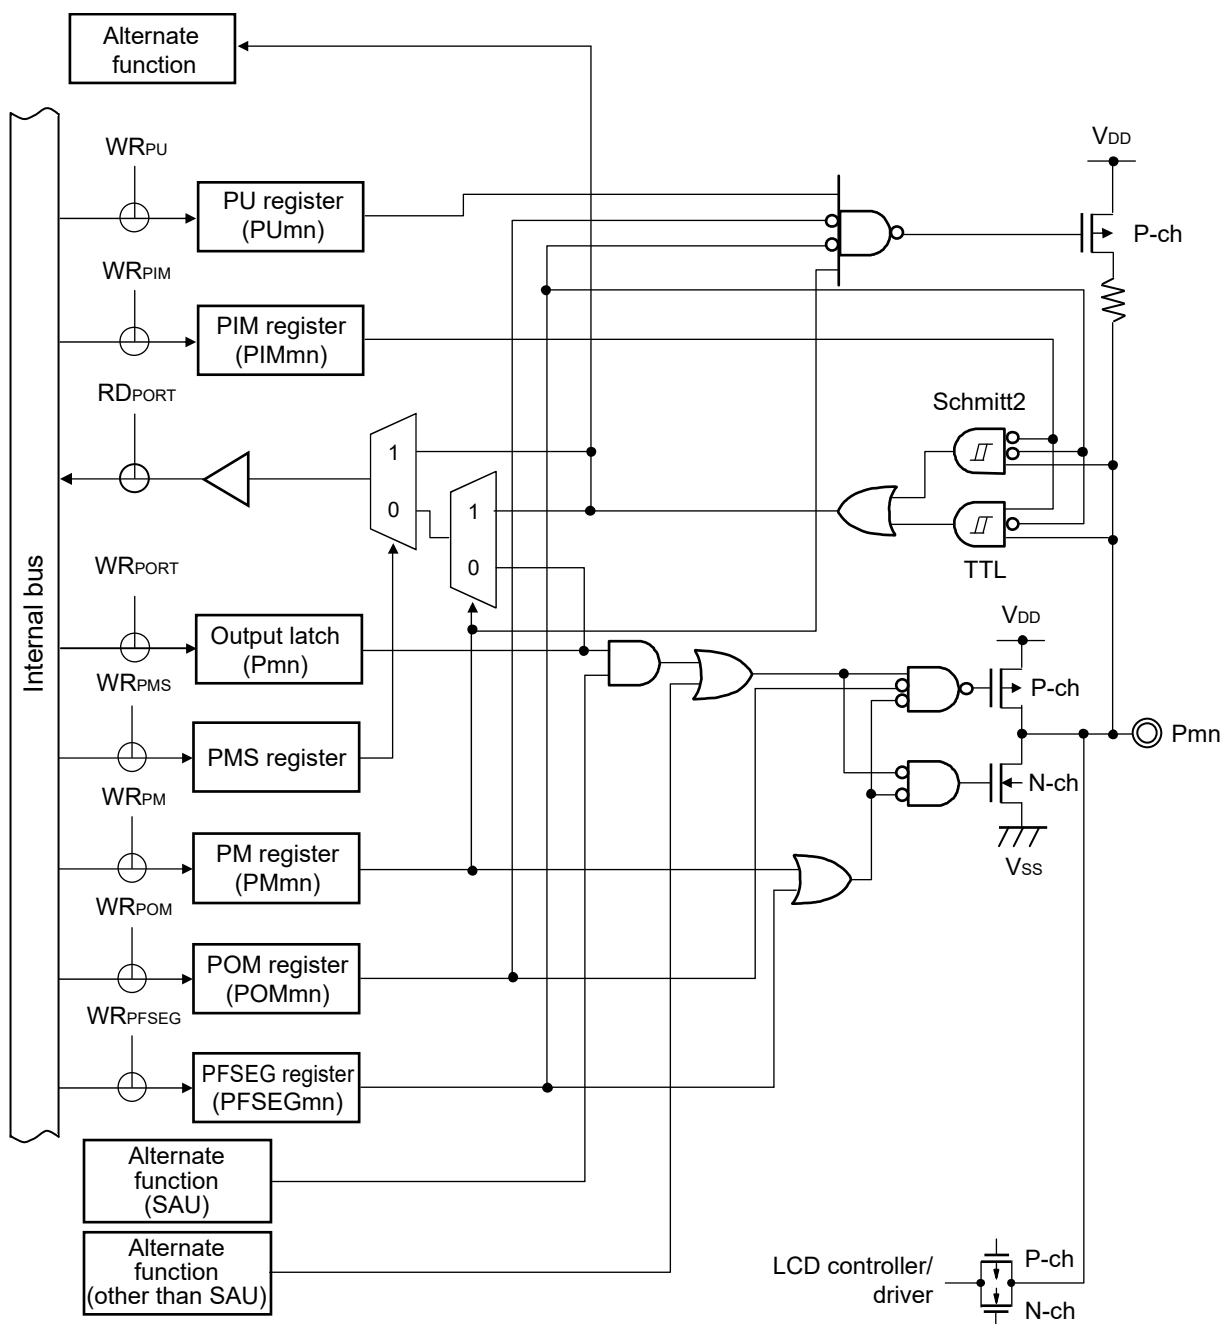 Alternate
function
WRPU
PU register
(PUmn)
VDD
P-ch
WRPIM
PIM register
(PIMmn)
RDPORT
Schmitt2
1
0
1
0
TTL
Internal bus
WRPORT
Output latch
(Pmn)
VDD
P-ch
Pmn
WRPMS
PMS register
N-ch
VSS
WRPM
PM register
(PMmn)
WRPOM
POM register
(POMmn)
WRPFSEG
PFSEG register
(PFSEGmn)
Alternate
function
(SAU)
Alternate
function
(other than SAU)
LCD controller/
driver
P-ch
N-ch